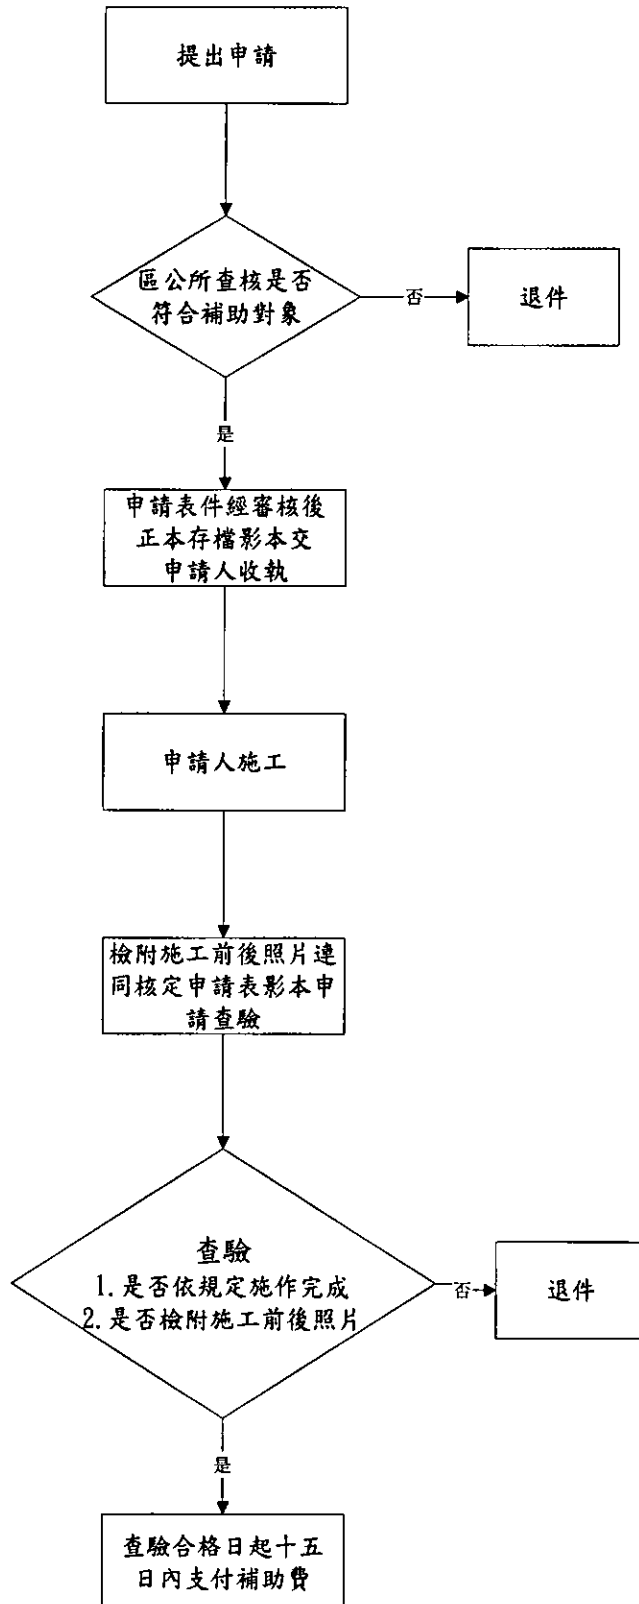 提出申請
區公所查核是否
符合補助對象
否
退件
是
申請表件經審核後
正本存檔影本交
申請人收執
申請人施工
檢附施工前後照片連
同核定申請表影本申
請查驗
查驗
1. 是否依規定施作完成
2. 是否檢附施工前後照片
否
退件
是
查驗合格日起十五
日內支付補助費